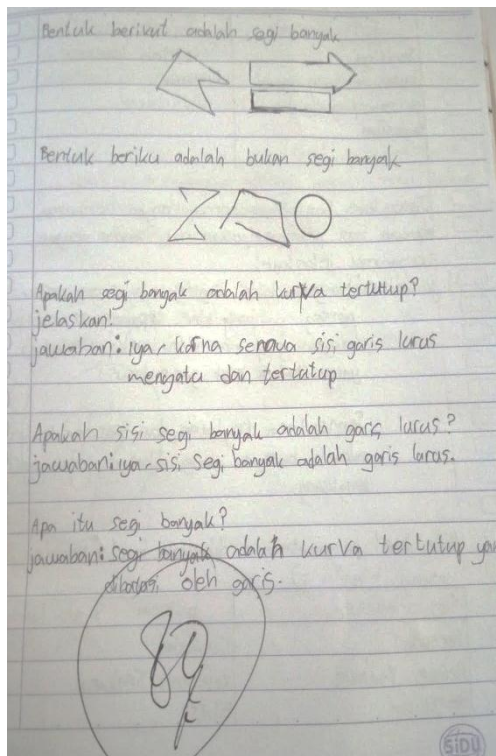 Bentuk berikut adalah segi banyak
Bentuk beriku adalah bukan segi banyak
Apakah segi banyak adalah kurva tertutup?
jelaskan!
jawaban: iya, karna semua sisi garis lurus
mengatu dan tertutup
Apakah sisi segi banyak adalah garis lurus?
jawaban: iya, sisi segi banyak adalah garis lurus.
Apa itu segi banyak?
jawaban: segi banyak adalah kurva tertutup yan
dibatasi oleh garis.
SiDU